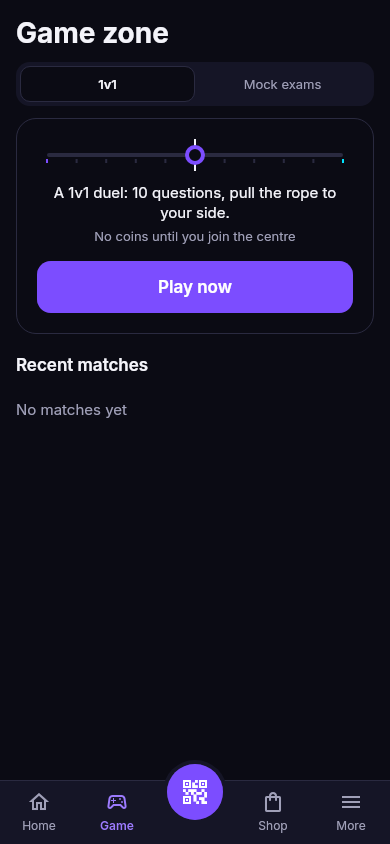 Game zone
1v1
Mock exams
A 1v1 duel: 10 questions, pull the rope to
your side.
No coins until you join the centre
Play now
Recent matches
No matches yet
Home
Game
Shop
More